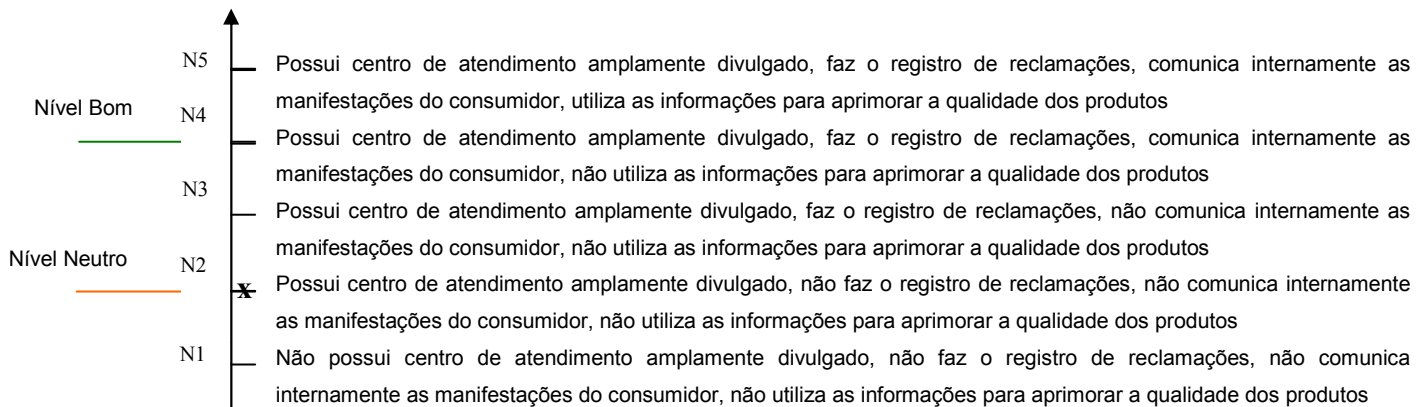 N5 Possui centro de atendimento amplamente divulgado, faz o registro de reclamações, comunica internamente as
manifestações do consumidor, utiliza as informações para aprimorar a qualidade dos produtos
Nível Bom
N4 Possui centro de atendimento amplamente divulgado, faz o registro de reclamações, comunica internamente as
manifestações do consumidor, não utiliza as informações para aprimorar a qualidade dos produtos
N3 Possui centro de atendimento amplamente divulgado, faz o registro de reclamações, não comunica internamente as
manifestações do consumidor, não utiliza as informações para aprimorar a qualidade dos produtos
Nível Neutro
N2 x Possui centro de atendimento amplamente divulgado, não faz o registro de reclamações, não comunica internamente
as manifestações do consumidor, não utiliza as informações para aprimorar a qualidade dos produtos
N1 Não possui centro de atendimento amplamente divulgado, não faz o registro de reclamações, não comunica
internamente as manifestações do consumidor, não utiliza as informações para aprimorar a qualidade dos produtos